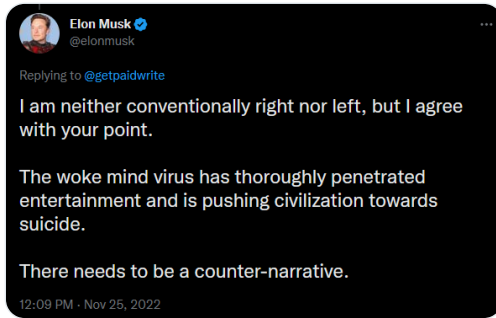 Elon Musk
@elonmusk
Replying to @getpaidwrite
I am neither conventionally right nor left, but I agree
with your point.
The woke mind virus has thoroughly penetrated
entertainment and is pushing civilization towards
suicide.
There needs to be a counter-narrative.
12:09 PM · Nov 25, 2022